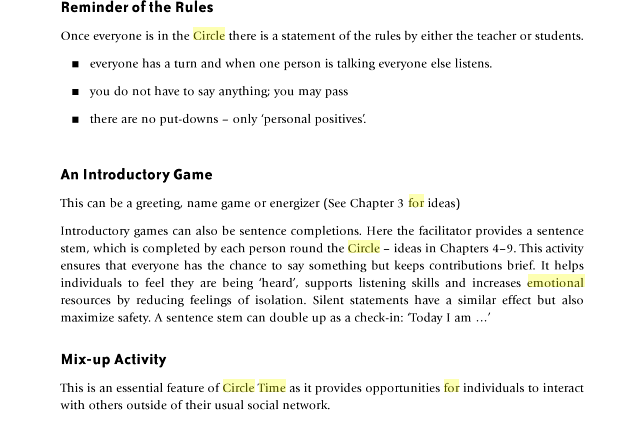 Reminder of the Rules
Once everyone is in the Circle there is a statement of the rules by either the teacher or students.
■ everyone has a turn and when one person is talking everyone else listens.
■ you do not have to say anything; you may pass
■ there are no put-downs – only ‘personal positives’.
An Introductory Game
This can be a greeting, name game or energizer (See Chapter 3 for ideas)
Introductory games can also be sentence completions. Here the facilitator provides a sentence
stem, which is completed by each person round the Circle – ideas in Chapters 4–9. This activity
ensures that everyone has the chance to say something but keeps contributions brief. It helps
individuals to feel they are being ‘heard’, supports listening skills and increases emotional
resources by reducing feelings of isolation. Silent statements have a similar effect but also
maximize safety. A sentence stem can double up as a check-in: ‘Today I am …’
Mix-up Activity
This is an essential feature of Circle Time as it provides opportunities for individuals to interact
with others outside of their usual social network.